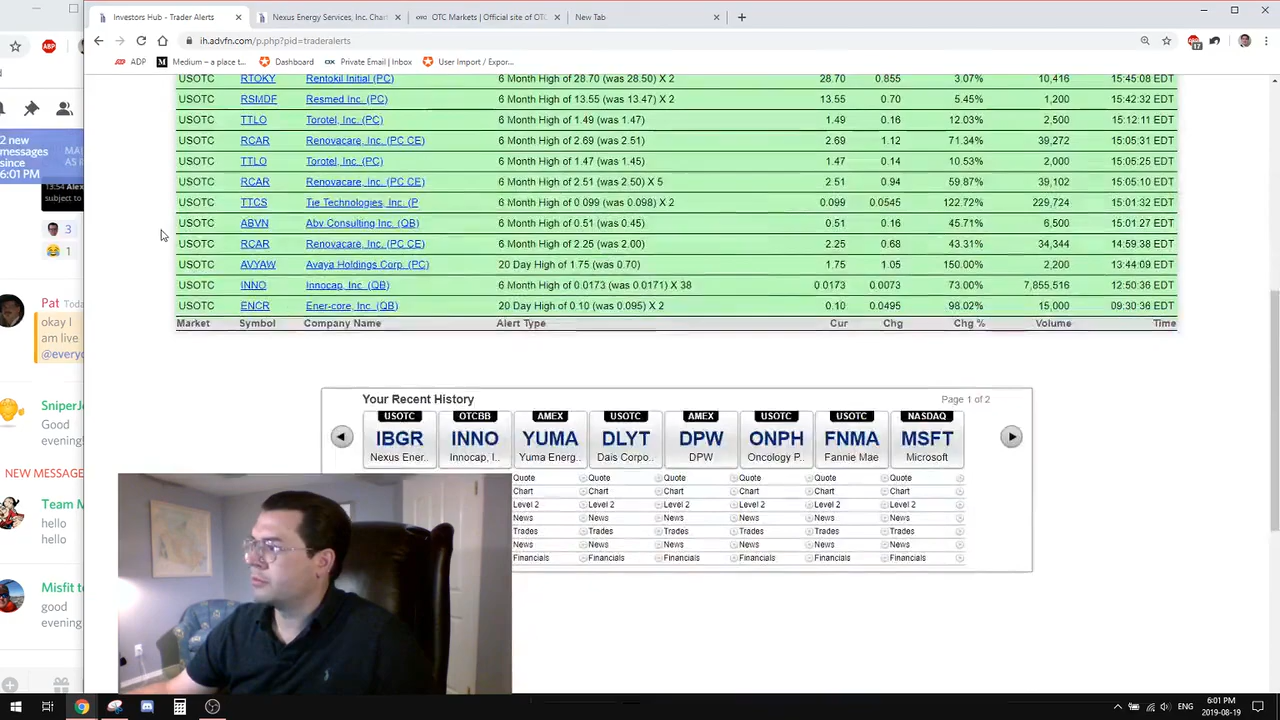 Investors Hub - Trader Alerts
Nexus Energy Services, Inc. Char
OTC Markets | Official site of OTC
New Tab
ih.advfn.com/p.php?pid=traderalerts
ADP
Medium – a place t...
Dashboard
Private Email | Inbox
User Import / Expor...
USOTC RTOKY Rentokil Initial (PC) 6 Month High of 28.70 (was 28.50) X 2 28.70 0.855 3.07% 10,416 15:45:08 EDT
USOTC RSMDF Resmed Inc. (PC) 6 Month High of 13.55 (was 13.47) X 2 13.55 0.70 5.45% 1,200 15:42:32 EDT
USOTC TTLO Torotel, Inc. (PC) 6 Month High of 1.49 (was 1.47) 1.49 0.16 12.03% 2,500 15:12:11 EDT
USOTC RCAR Renovacare, Inc. (PC CE) 6 Month High of 2.69 (was 2.51) 2.69 1.12 71.34% 39,272 15:05:31 EDT
USOTC TTLO Torotel, Inc. (PC) 6 Month High of 1.47 (was 1.45) 1.47 0.14 10.53% 2,000 15:05:25 EDT
USOTC RCAR Renovacare, Inc. (PC CE) 6 Month High of 2.51 (was 2.50) X 5 2.51 0.94 59.87% 39,102 15:05:10 EDT
USOTC TTCS Tie Technologies, Inc. (P 6 Month High of 0.099 (was 0.098) X 2 0.099 0.0545 122.72% 229,724 15:01:32 EDT
USOTC ABVN Abv Consulting Inc. (QB) 6 Month High of 0.51 (was 0.45) 0.51 0.16 45.71% 6,500 15:01:27 EDT
USOTC RCAR Renovacare, Inc. (PC CE) 6 Month High of 2.25 (was 2.00) 2.25 0.68 43.31% 34,344 14:59:38 EDT
USOTC AVYAW Avaya Holdings Corp. (PC) 20 Day High of 1.75 (was 0.70) 1.75 1.05 150.00% 2,200 13:44:09 EDT
USOTC INNO Innocap, Inc. (QB) 6 Month High of 0.0173 (was 0.0171) X 38 0.0173 0.0073 73.00% 7,855,516 12:50:36 EDT
USOTC ENCR Ener-core, Inc. (QB) 20 Day High of 0.10 (was 0.095) X 2 0.10 0.0495 98.02% 15,000 09:30:36 EDT
Market Symbol Company Name Alert Type Cur Chg Chg % Volume Time
2 new
messages
since
6:01 PM
MA
AS R
13:54 Alex
subject to
3
1
Pat Toda
okay I
am live
@every
SniperJ
Good
evening!
NEW MESSAGE
Team M
hello
hello
Misfit to
good
evening
Your Recent History
Page 1 of 2
USOTC OTCBB AMEX USOTC AMEX USOTC USOTC NASDAQ
IBGR INNO YUMA DLYT DPW ONPH FNMA MSFT
Nexus Ener.. Innocap, I.. Yuma Energ.. Dais Corpo.. DPW Oncology P.. Fannie Mae Microsoft
Quote Quote Quote Quote Quote Quote
Chart Chart Chart Chart Chart Chart
Level 2 Level 2 Level 2 Level 2 Level 2 Level 2
News News News News News News
Trades Trades Trades Trades Trades Trades
News News News News News News
Financials Financials Financials Financials Financials Financials
ENG
6:01 PM
2019-08-19